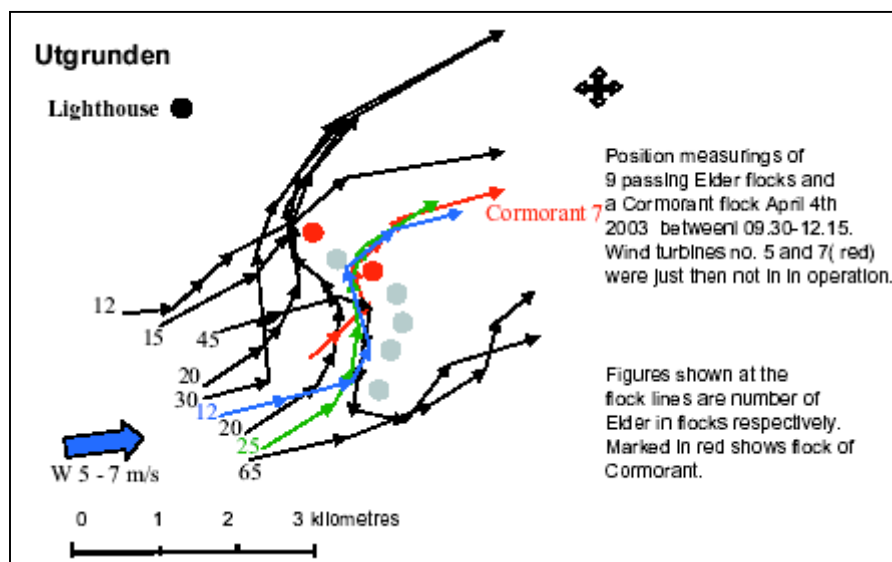 Utgrunden
Lighthouse
Position measurings of
9 passing Elder flocks and
a Cormorant flock April 4th
2003 betweenl 09.30-12.15.
Wind turbines no. 5 and 7( red)
were just then not in in operation.
Cormorant 7
12
15
45
20
30
12
20
25
65
Figures shown at the
flock lines are number of
Elder in flocks respectively.
Marked in red shows flock of
Cormorant.
W 5 - 7 m/s
0 1 2 3 kilometres